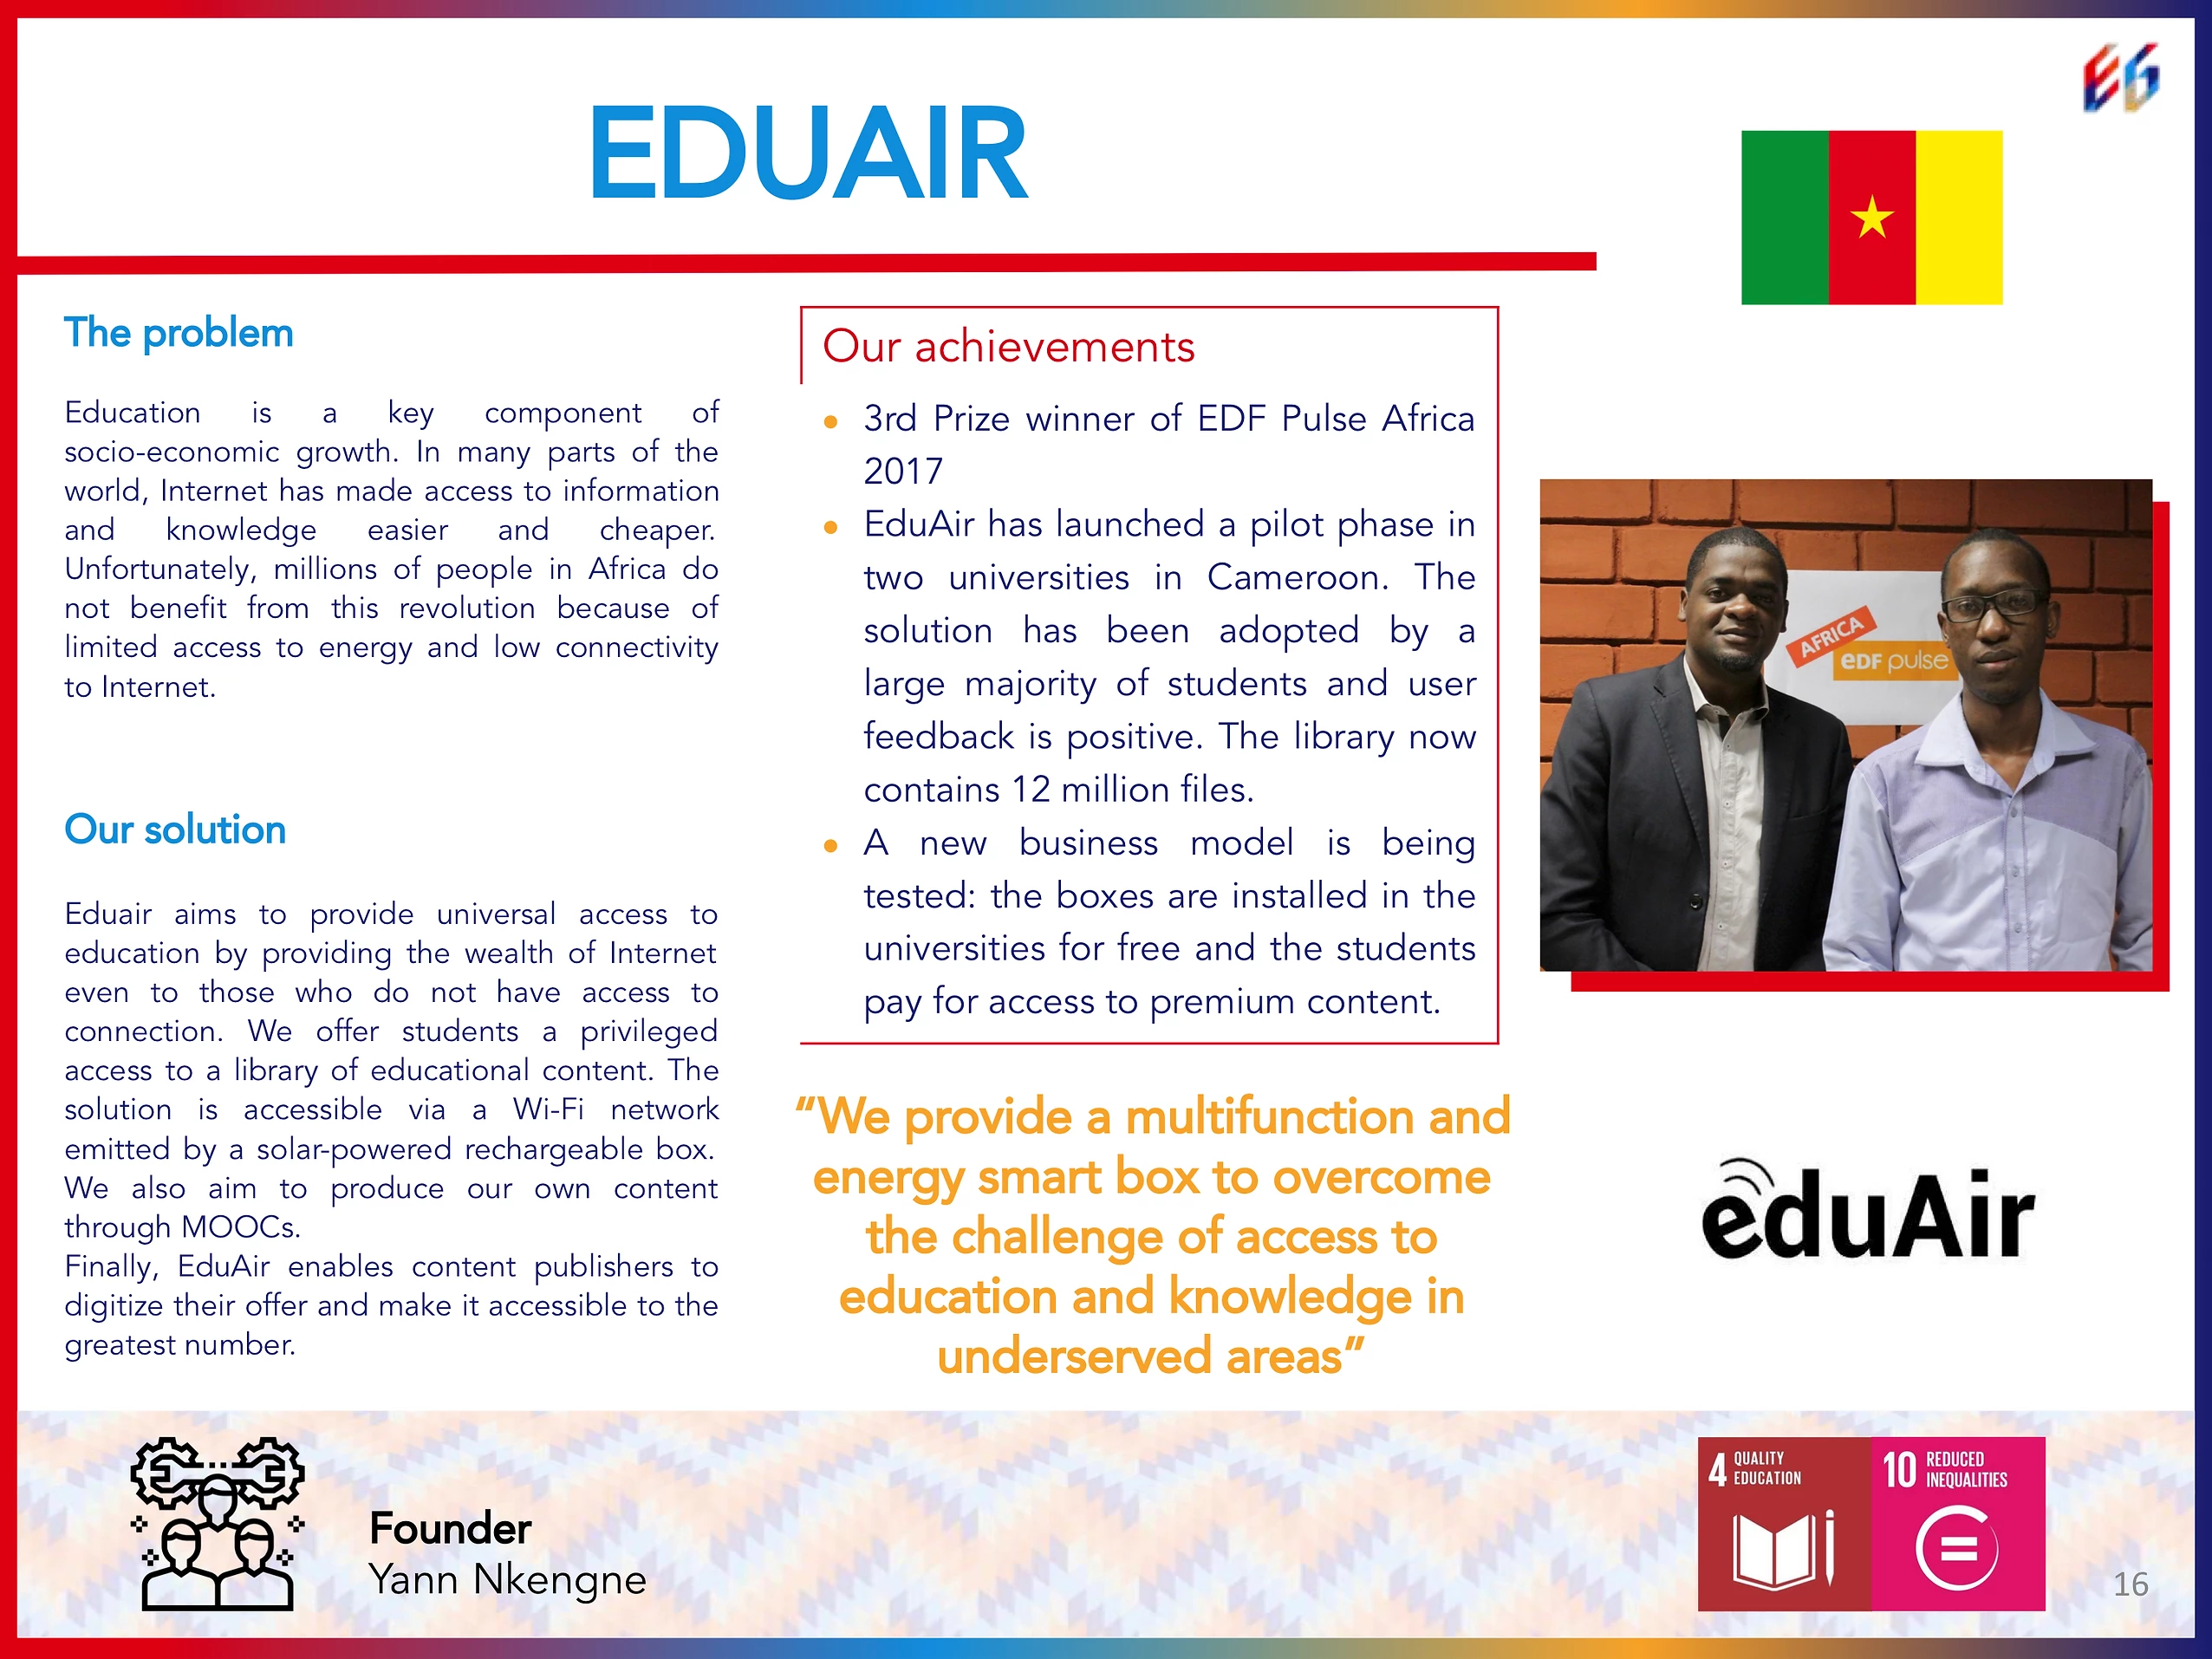 EG
EDUAIR
The problem
Education is a key component of
socio-economic growth. In many parts of the
world, Internet has made access to information
and knowledge easier and cheaper.
Unfortunately, millions of people in Africa do
not benefit from this revolution because of
limited access to energy and low connectivity
to Internet.
Our solution
Eduair aims to provide universal access to
education by providing the wealth of Internet
even to those who do not have access to
connection. We offer students a privileged
access to a library of educational content. The
solution is accessible via a Wi-Fi network
emitted by a solar-powered rechargeable box.
We also aim to produce our own content
through MOOCs.
Finally, EduAir enables content publishers to
digitize their offer and make it accessible to the
greatest number.
Our achievements
• 3rd Prize winner of EDF Pulse Africa
2017
• EduAir has launched a pilot phase in
two universities in Cameroon. The
solution has been adopted by a
large majority of students and user
feedback is positive. The library now
contains 12 million files.
• A new business model is being
tested: the boxes are installed in the
universities for free and the students
pay for access to premium content.
“We provide a multifunction and
energy smart box to overcome
the challenge of access to
education and knowledge in
underserved areas”
AFRICA
eDF pulse
eduAir
Founder
Yann Nkengne
4 QUALITY
EDUCATION
10 REDUCED
INEQUALITIES
16